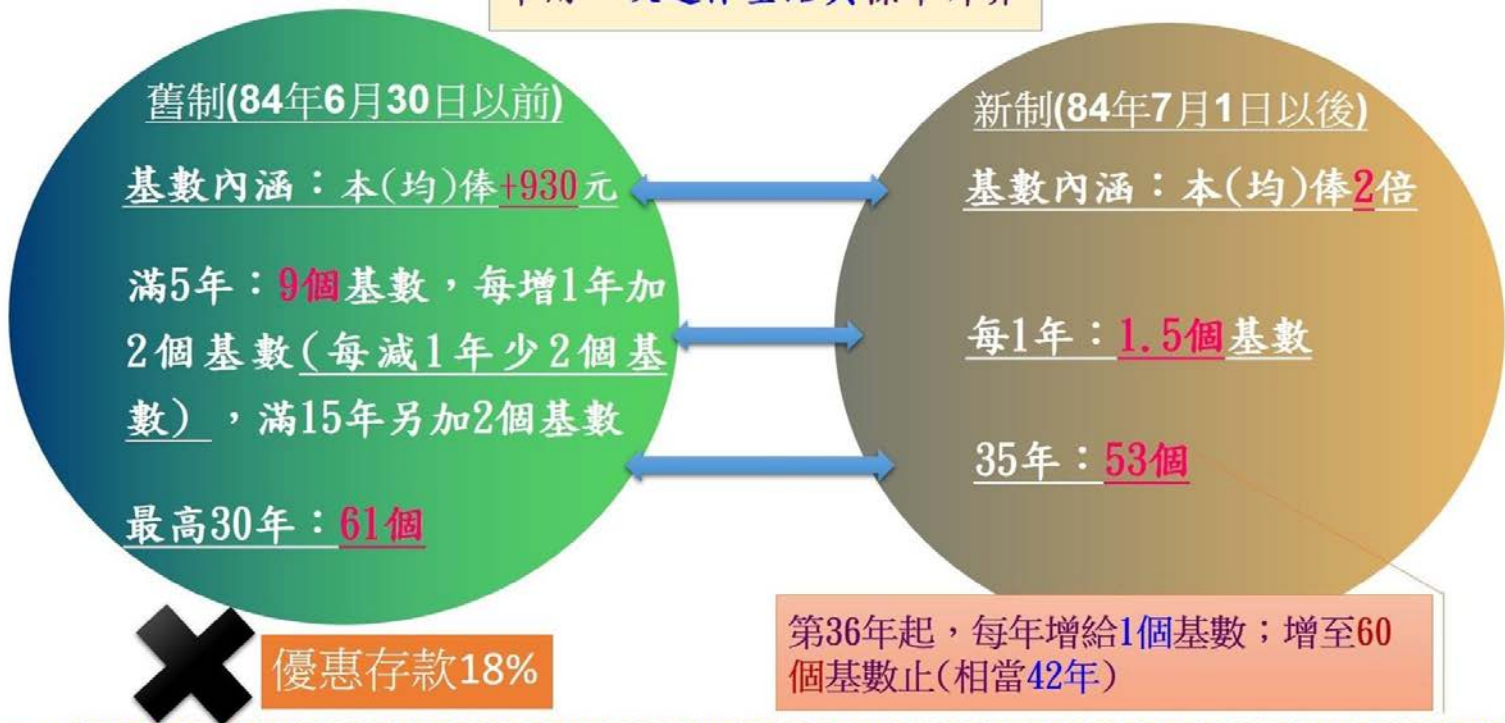 舊制(84年6月30日以前)
基數內涵：本(均)俸+930元
滿5年：9個基數，每增1年加
2個基數(每減1年少2個基
數)，滿15年另加2個基數
最高30年：61個
優惠存款18%
新制(84年7月1日以後)
基數內涵：本(均)俸2倍
每1年：1.5個基數
35年：53個
第36年起，每年增給1個基數；增至60
個基數止(相當42年)